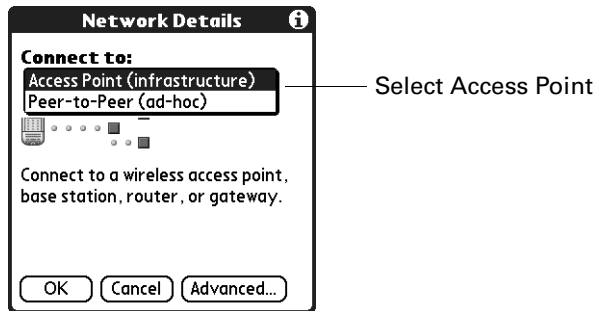 Network Details
Connect to:
Access Point (infrastructure)
Peer-to-Peer (ad-hoc)
Select Access Point
Connect to a wireless access point,
base station, router, or gateway.
OK Cancel Advanced...